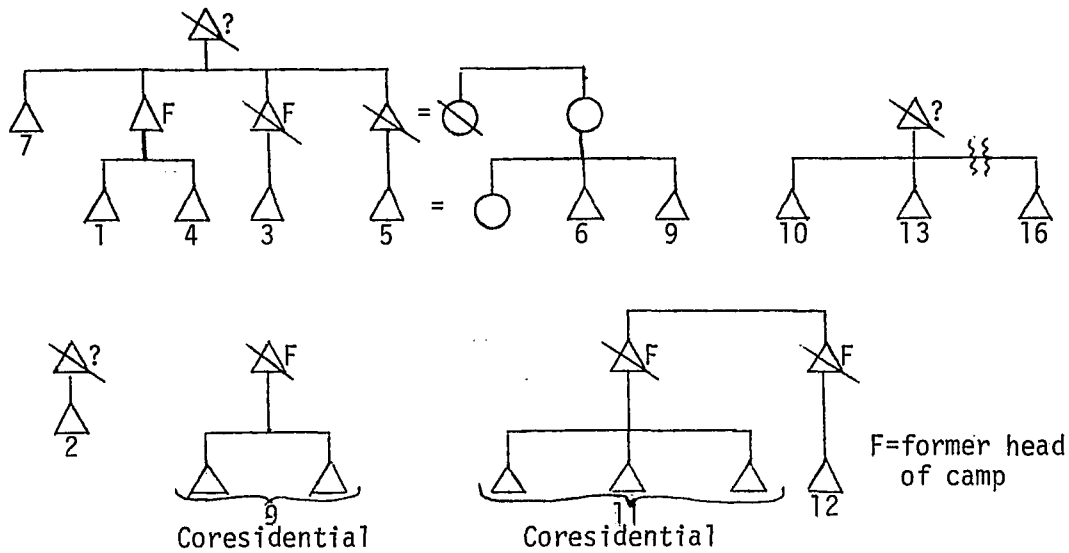 ?
F F = ?
7
=
1 4 3 5 6 9 10 13 16
? F F F
2
F=former head
of camp
9 11 12
Coresidential Coresidential